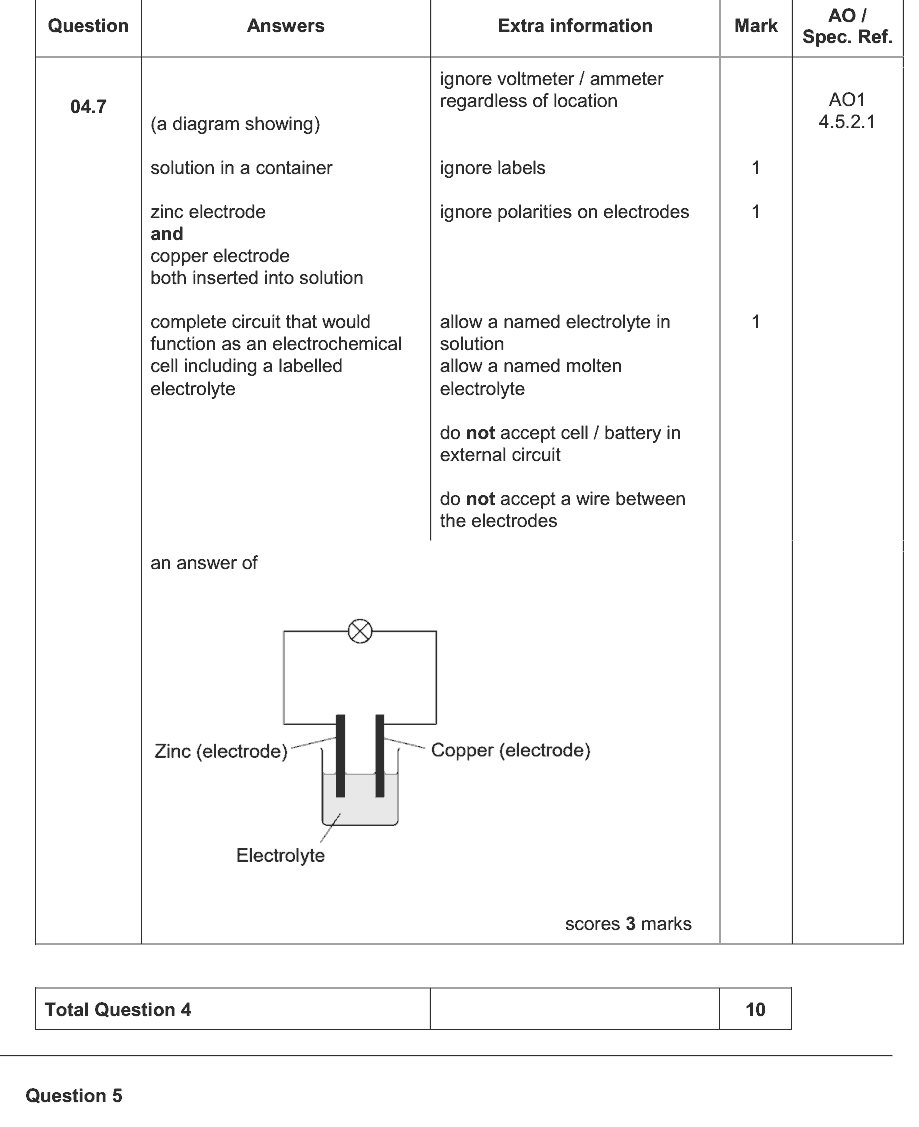 Question
Answers
Extra information
Mark
AO /
Spec. Ref.
04.7
(a diagram showing)
ignore voltmeter / ammeter
regardless of location
AO1
4.5.2.1
solution in a container
ignore labels
1
zinc electrode
and
copper electrode
both inserted into solution
ignore polarities on electrodes
1
complete circuit that would
function as an electrochemical
cell including a labelled
electrolyte
allow a named electrolyte in
solution
allow a named molten
electrolyte
1
do not accept cell / battery in
external circuit
do not accept a wire between
the electrodes
an answer of
Zinc (electrode)
Copper (electrode)
Electrolyte
scores 3 marks
Total Question 4
10
Question 5